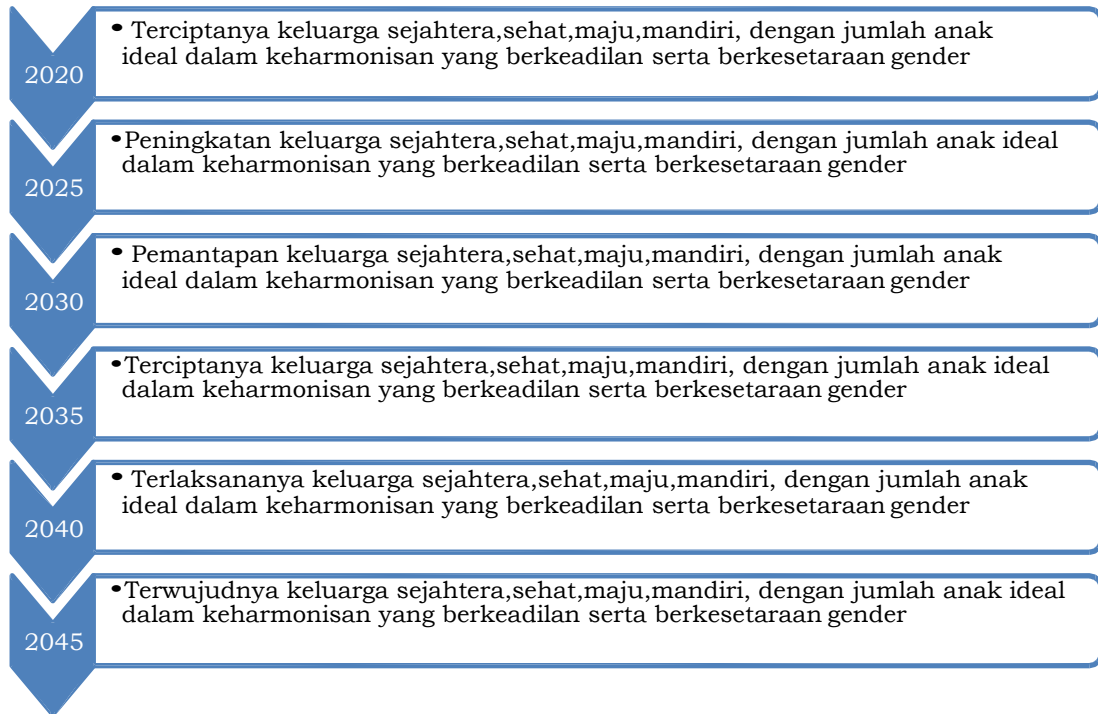 • Terciptanya keluarga sejahtera,sehat,maju,mandiri, dengan jumlah anak
ideal dalam keharmonisan yang berkeadilan serta berkesetaraan gender
2020
•Peningkatan keluarga sejahtera,sehat,maju,mandiri, dengan jumlah anak ideal
dalam keharmonisan yang berkeadilan serta berkesetaraan gender
2025
• Pemantapan keluarga sejahtera,sehat,maju,mandiri, dengan jumlah anak
ideal dalam keharmonisan yang berkeadilan serta berkesetaraan gender
2030
•Terciptanya keluarga sejahtera,sehat,maju,mandiri, dengan jumlah anak ideal
dalam keharmonisan yang berkeadilan serta berkesetaraan gender
2035
• Terlaksananya keluarga sejahtera,sehat,maju,mandiri, dengan jumlah anak
ideal dalam keharmonisan yang berkeadilan serta berkesetaraan gender
2040
•Terwujudnya keluarga sejahtera,sehat,maju,mandiri, dengan jumlah anak ideal
dalam keharmonisan yang berkeadilan serta berkesetaraan gender
2045